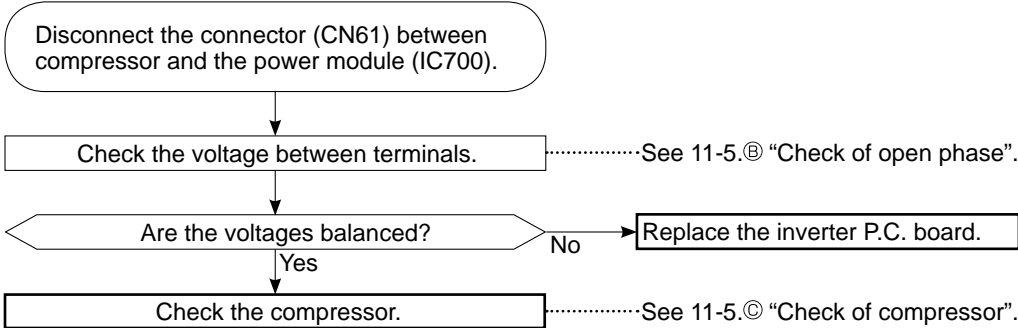 Disconnect the connector (CN61) between
compressor and the power module (IC700).
Check the voltage between terminals.
See 11-5.Ⓑ “Check of open phase”.
Are the voltages balanced?
No
Replace the inverter P.C. board.
Yes
Check the compressor.
See 11-5.Ⓒ “Check of compressor”.